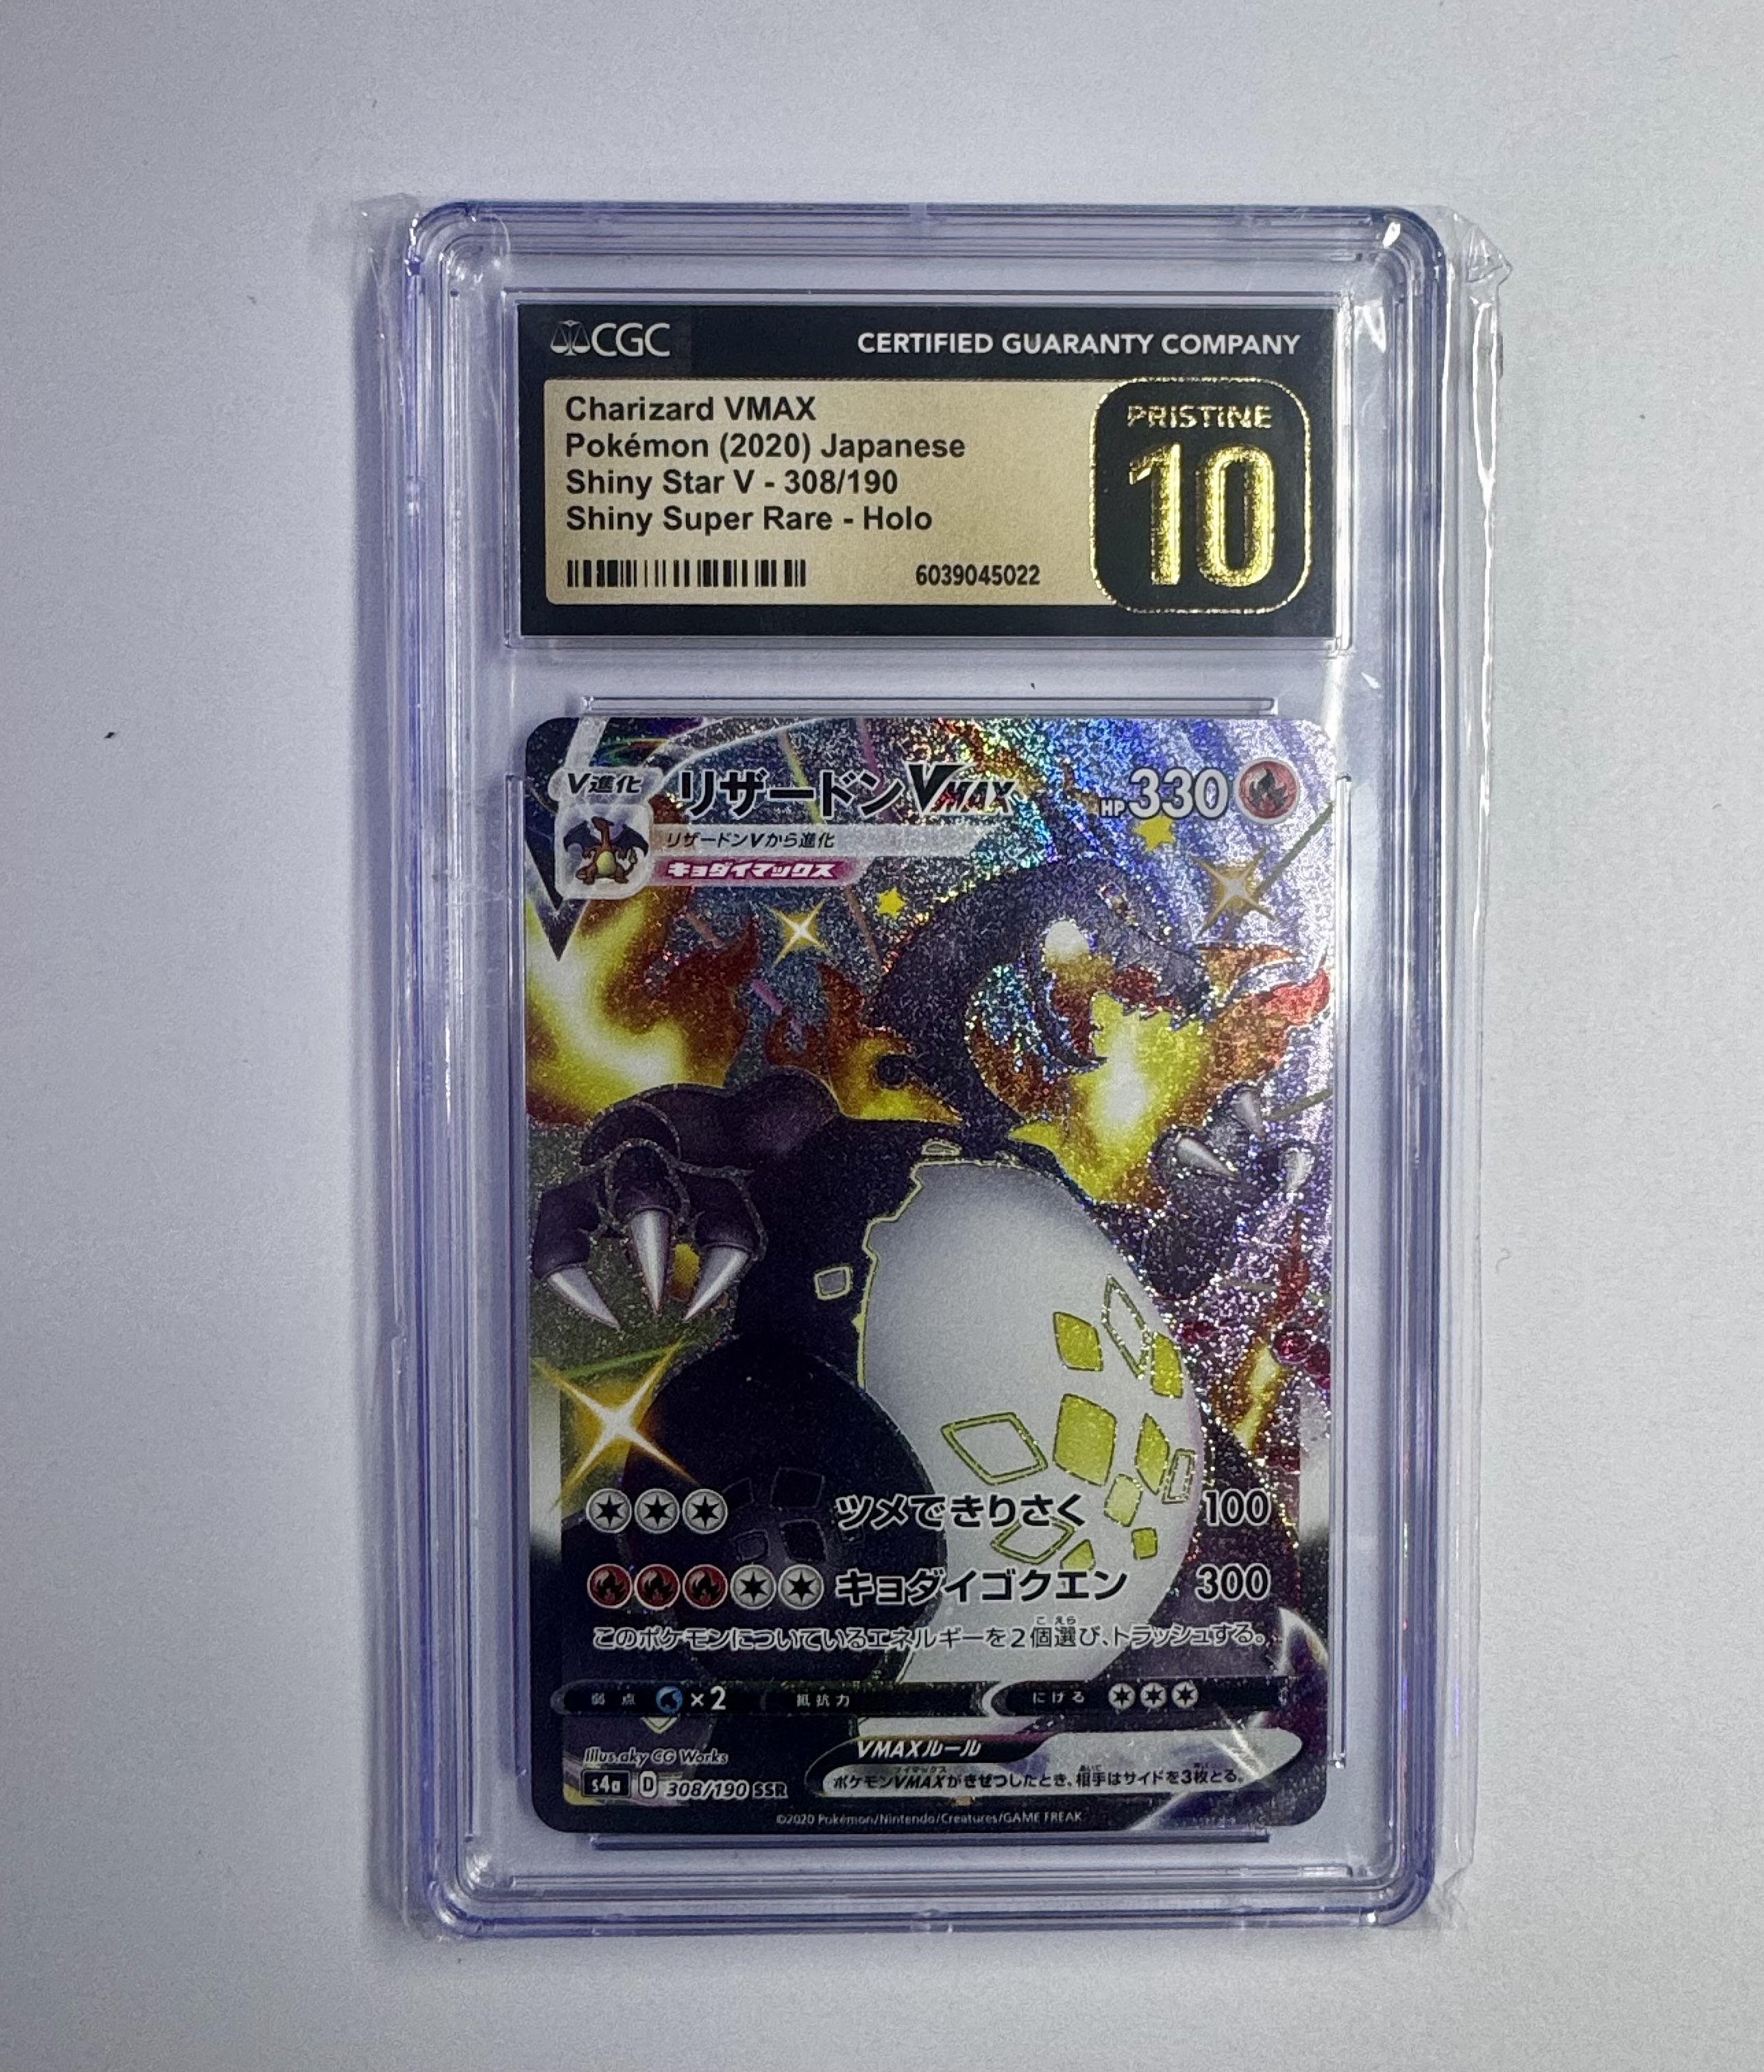 CGC CERTIFIED GUARANTY COMPANY
Charizard VMAX
Pokémon (2020) Japanese
Shiny Star V - 308/190
Shiny Super Rare - Holo
6039045022
PRISTINE
10
V進化 リザードンVMAX HP330
リザードンVから進化
キョダイマックス
ツメできりさく 100
キョダイゴクエン 300
このポケモンについているエネルギーを2個選び、トラッシュする。
弱点 ×2 抵抗力 にげる
Illus.aky CG Works
VMAXルール
s4a D 308/190 SSR
ポケモンVMAXがきぜつしたとき、相手はサイドを3枚とる。
©2020 Pokémon/Nintendo/Creatures/GAME FREAK